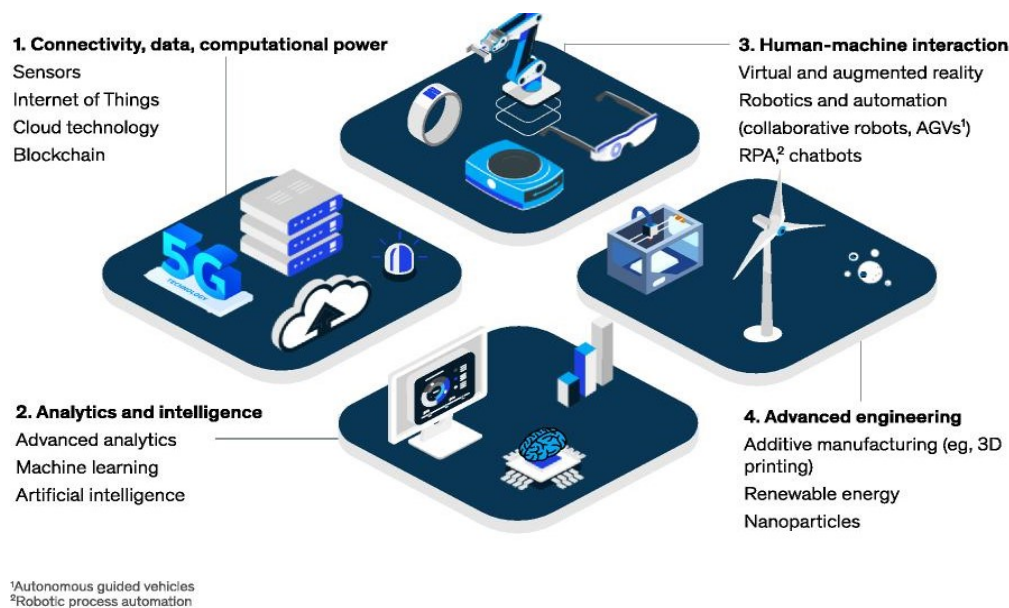 1. Connectivity, data, computational power
Sensors
Internet of Things
Cloud technology
Blockchain
3. Human-machine interaction
Virtual and augmented reality
Robotics and automation
(collaborative robots, AGVs¹)
RPA,² chatbots
5G
TECHNOLOGY
2. Analytics and intelligence
Advanced analytics
Machine learning
Artificial intelligence
4. Advanced engineering
Additive manufacturing (eg, 3D
printing)
Renewable energy
Nanoparticles
¹Autonomous guided vehicles
²Robotic process automation